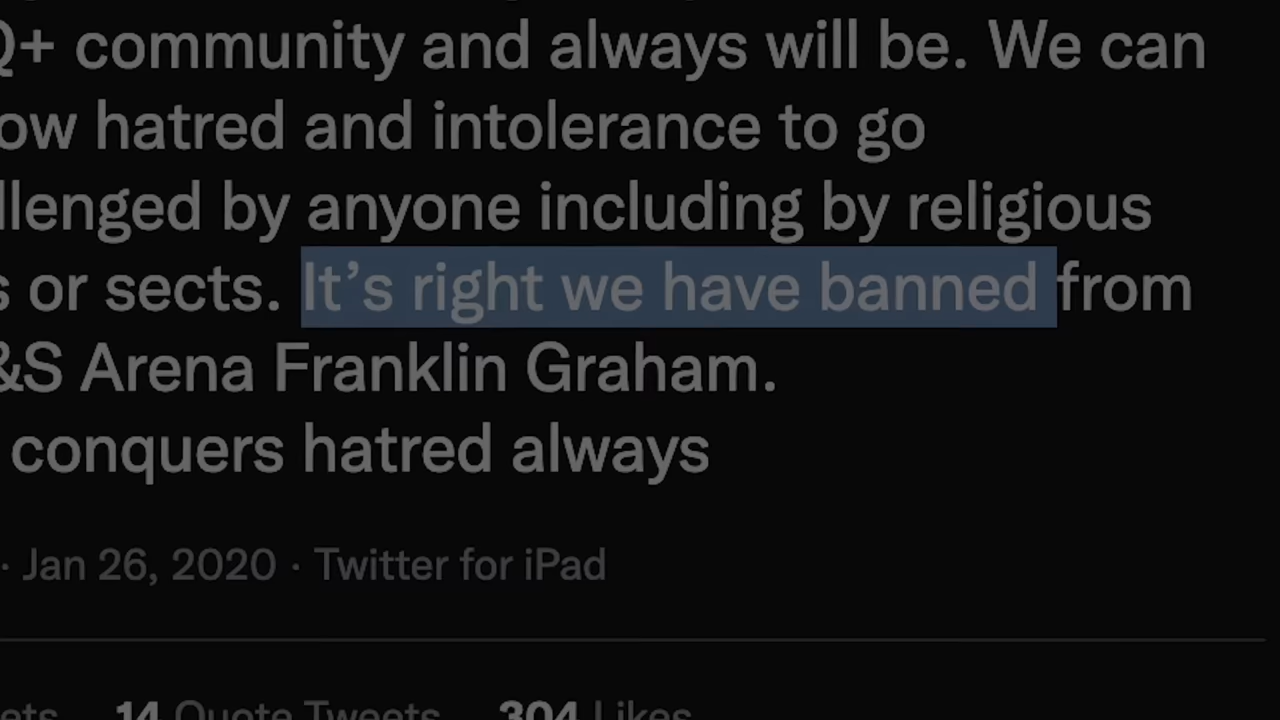 Q+ community and always will be. We can
ow hatred and intolerance to go
llenged by anyone including by religious
s or sects. It’s right we have banned from
&S Arena Franklin Graham.
conquers hatred always
· Jan 26, 2020 · Twitter for iPad
ets 14 Quote Tweets 304 Likes